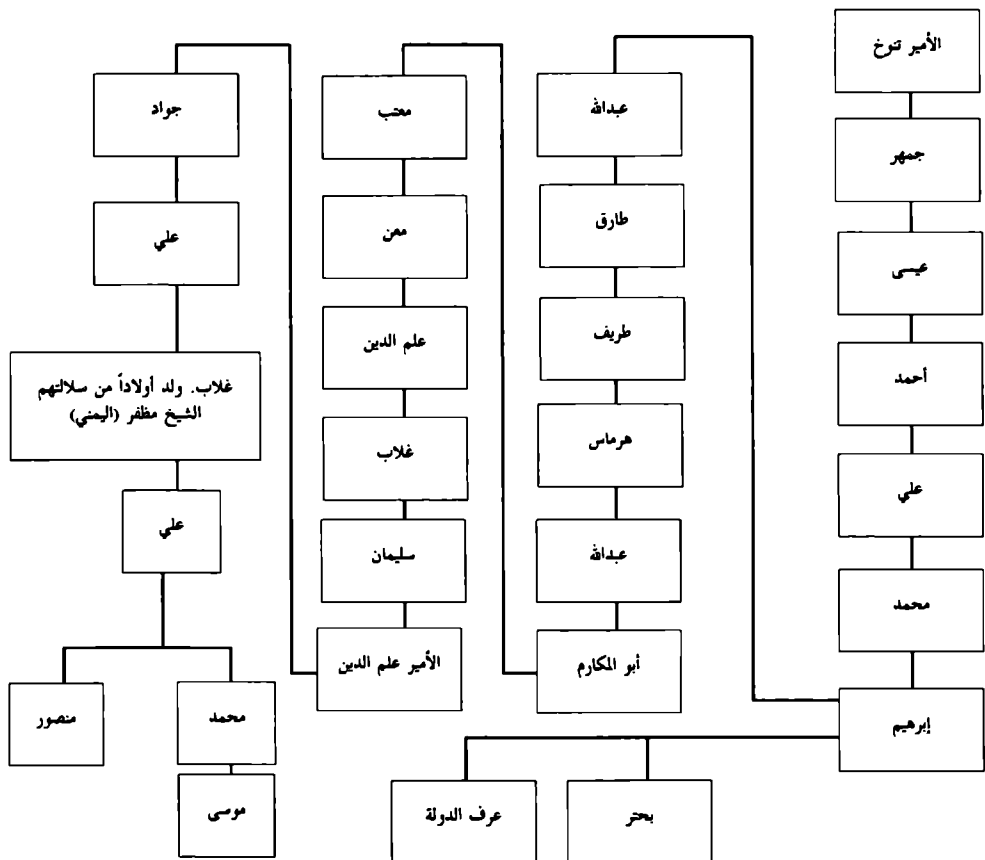 الأمير تنوخ
جمهر
عيسى
أحمد
علي
محمد
إبرهيم
بحتر
عرف الدولة
عبدالله
طارق
طريف
هرماس
عبدالله
أبو المكارم
معتب
معن
علم الدين
غلاب
سليمان
الأمير علم الدين
جواد
علي
غلاب. ولد أولاداً من سلالتهم
الشيخ مظفر (اليمني)
علي
محمد
منصور
موسى